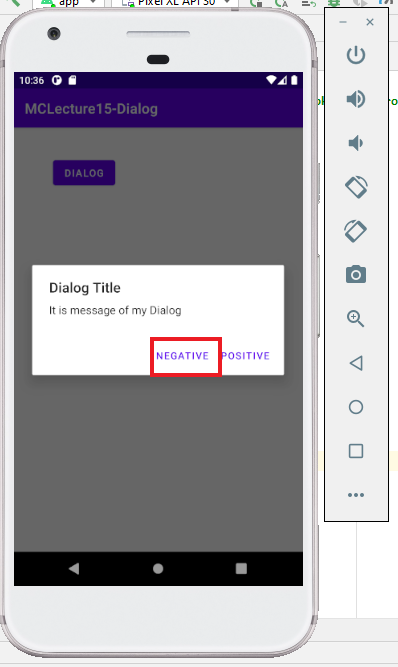 app
Pixel XL API 30
10:36
MCLecture15-Dialog
DIALOG
Dialog Title
It is message of my Dialog
NEGATIVE POSITIVE